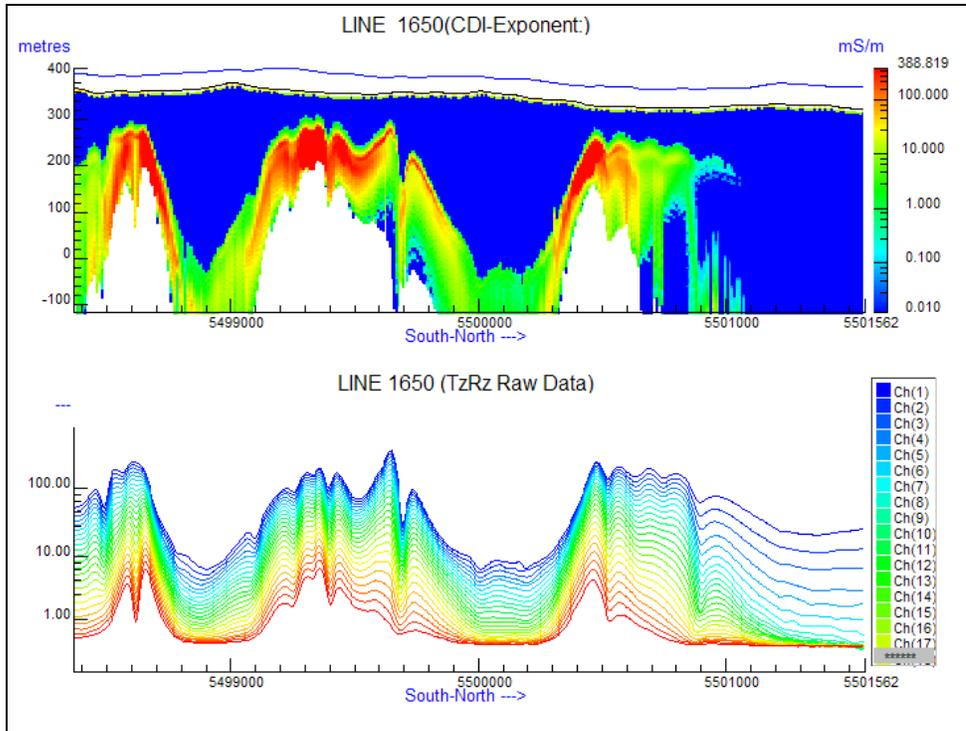 LINE 1650(CDI-Exponent:)
metres
mS/m
400
300
200
100
0
-100
388.819
100.000
10.000
1.000
0.100
0.010
5499000
5500000
5501000
5501562
South-North --->
LINE 1650 (TzRz Raw Data)
---
100.00
10.00
1.00
Ch(1)
Ch(2)
Ch(3)
Ch(4)
Ch(5)
Ch(6)
Ch(7)
Ch(8)
Ch(9)
Ch(10)
Ch(11)
Ch(12)
Ch(13)
Ch(14)
Ch(15)
Ch(16)
Ch(17)
******
5499000
5500000
5501000
5501562
South-North --->